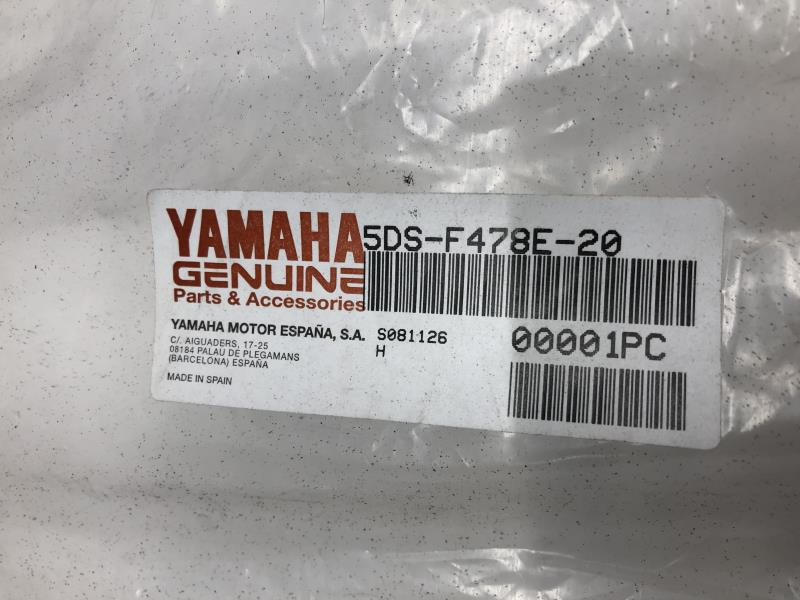 YAMAHA
GENUINE
Parts & Accessories
5DS-F478E-20
YAMAHA MOTOR ESPAÑA, S.A.
C/. AIGUADERS, 17-25
08184 PALAU DE PLEGAMANS
(BARCELONA) ESPAÑA
MADE IN SPAIN
S081126
H
00001PC